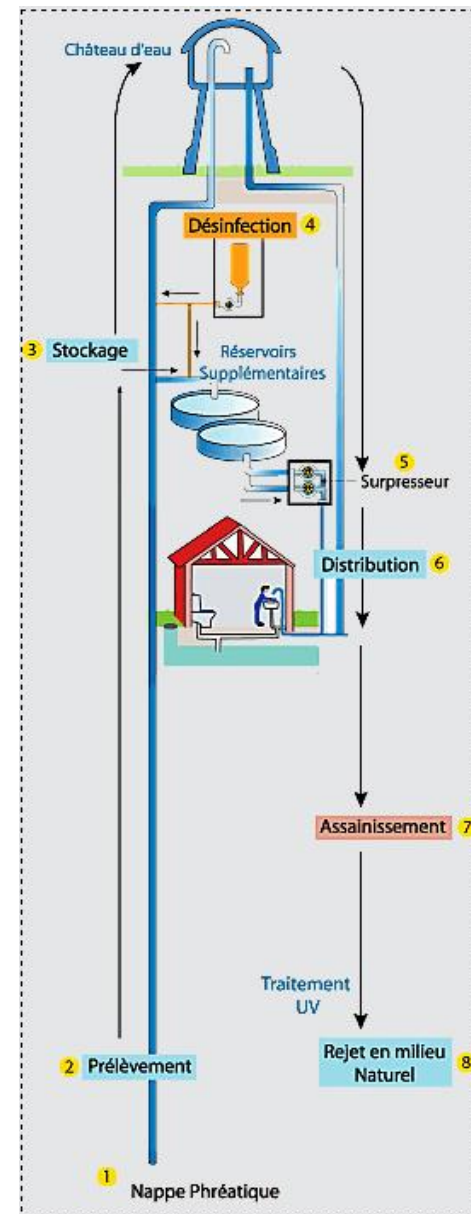 Château d'eau
Désinfection 4
3 Stockage
Réservoirs
Supplémentaires
5
Surpresseur
Distribution 6
Assainissement 7
Traitement
UV
2 Prélèvement
Rejet en milieu
Naturel 8
1
Nappe Phréatique